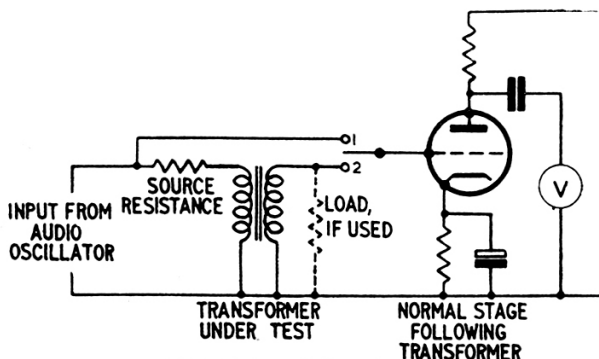 1
2
SOURCE
RESISTANCE
LOAD,
IF USED
V
INPUT FROM
AUDIO
OSCILLATOR
TRANSFORMER
UNDER TEST
NORMAL STAGE
FOLLOWING
TRANSFORMER